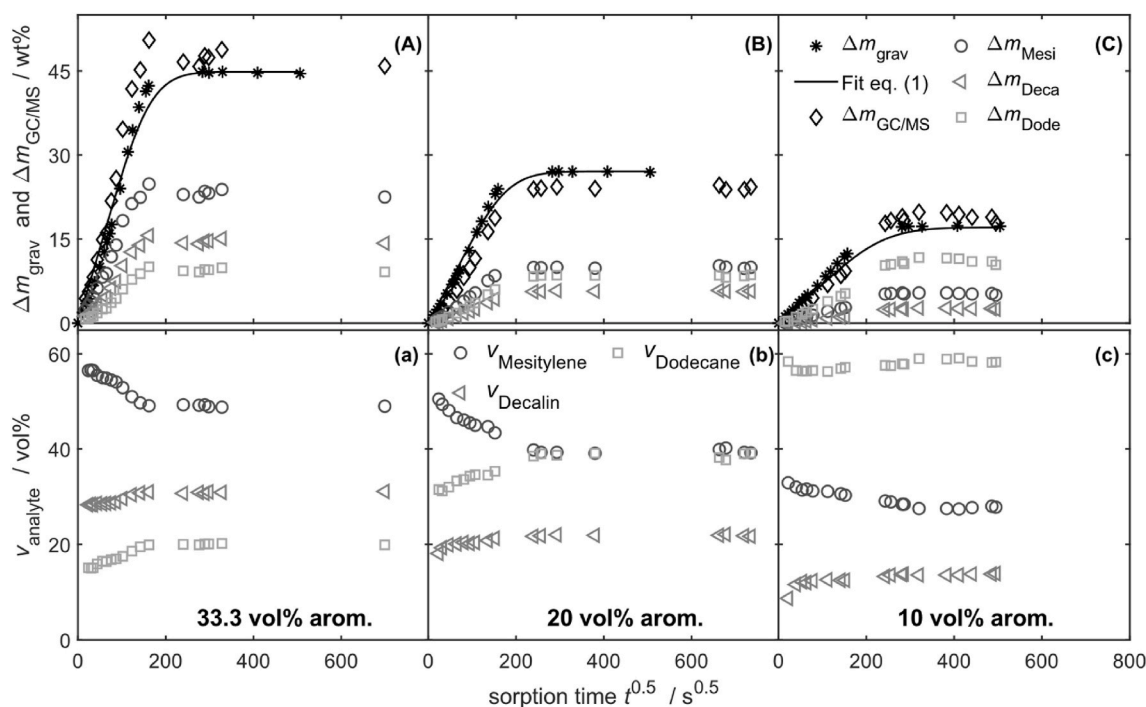 (A)
(B)
(C)
Δm_grav
Fit eq. (1)
Δm_GC/MS
Δm_Mesi
Δm_Deca
Δm_Dode
Δm_grav and Δm_GC/MS / wt%
45
30
15
0
(a)
(b)
(c)
v_Mesitylene
v_Decalin
v_Dodecane
v_analyte / vol%
60
40
20
0
33.3 vol% arom.
20 vol% arom.
10 vol% arom.
0 200 400 600 0 200 400 600 0 200 400 600 800
sorption time t^0.5 / s^0.5